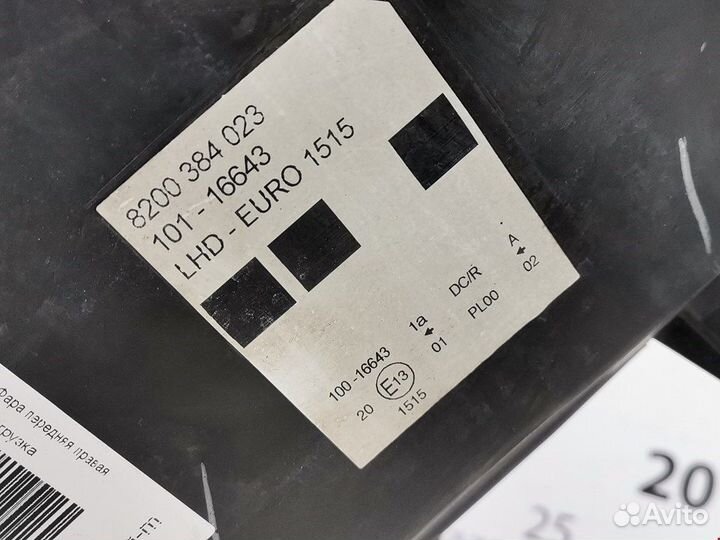 8200 384 023
101 - 16643
LHD - EURO 1515
100 - 16643 1a DC/R A
20 E13 01 PL00 02
1515
Фара передняя правая
20
25
Avito